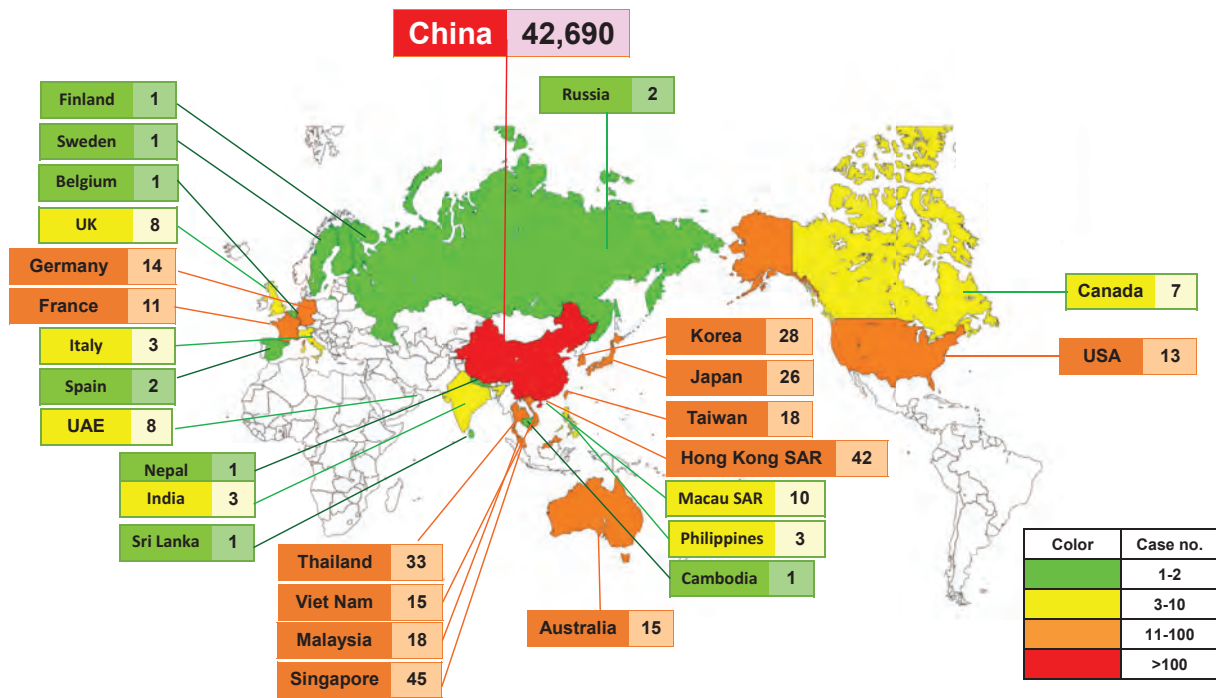 China 42,690
Russia 2
Finland 1
Sweden 1
Belgium 1
UK 8
Germany 14
France 11
Italy 3
Spain 2
UAE 8
Nepal 1
India 3
Sri Lanka 1
Thailand 33
Viet Nam 15
Malaysia 18
Singapore 45
Korea 28
Japan 26
Taiwan 18
Hong Kong SAR 42
Macau SAR 10
Philippines 3
Cambodia 1
Australia 15
Canada 7
USA 13
Color Case no.
1-2
3-10
11-100
>100